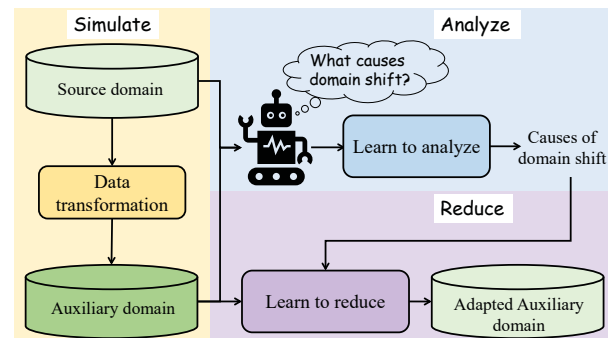 Simulate
Analyze
Source domain
What causes
domain shift?
Data
transformation
Learn to analyze
Causes of
domain shift
Reduce
Auxiliary domain
Learn to reduce
Adapted Auxiliary
domain